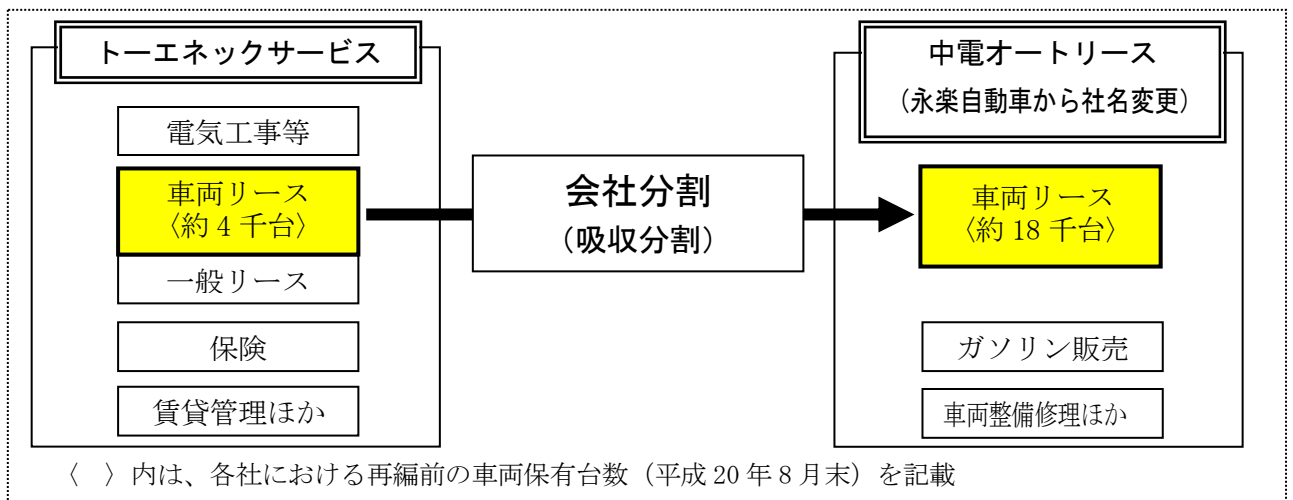 トーエネックサービス
電気工事等
車両リース
〈約 4 千台〉
一般リース
保険
賃貸管理ほか
会社分割
（吸収分割）
中電オートリース
（永楽自動車から社名変更）
車両リース
〈約 18 千台〉
ガソリン販売
車両整備修理ほか
〈　〉内は、各社における再編前の車両保有台数（平成 20 年 8 月末）を記載